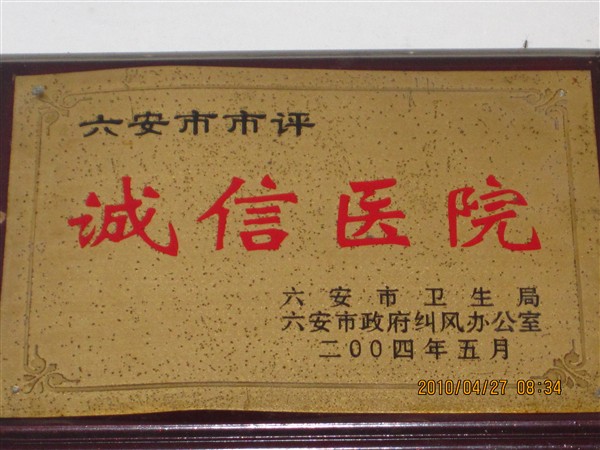 六安市市评
诚信医院
六安市卫生局
六安市政府纠风办公室
二00四年五月
2010/04/27 08:34